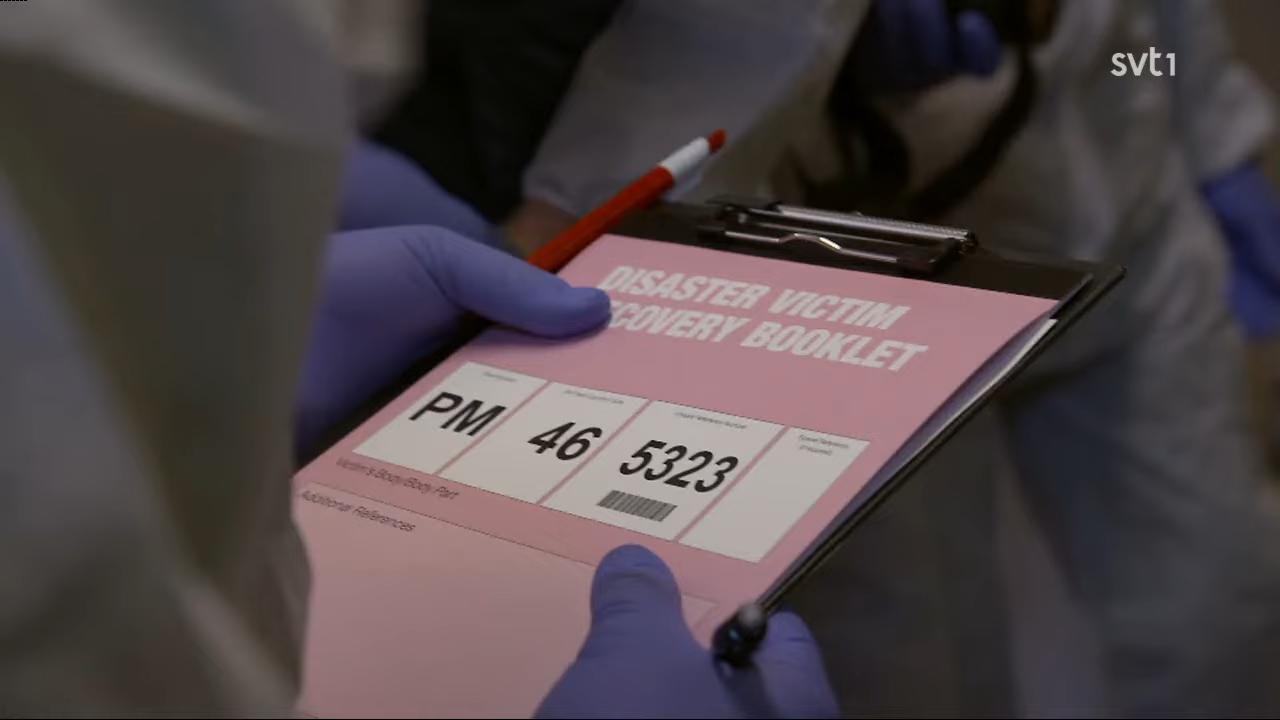 svt1
DISASTER VICTIM
COVERY BOOKLET
PM 46 5323
Victim's Body/Body Part
Additional References